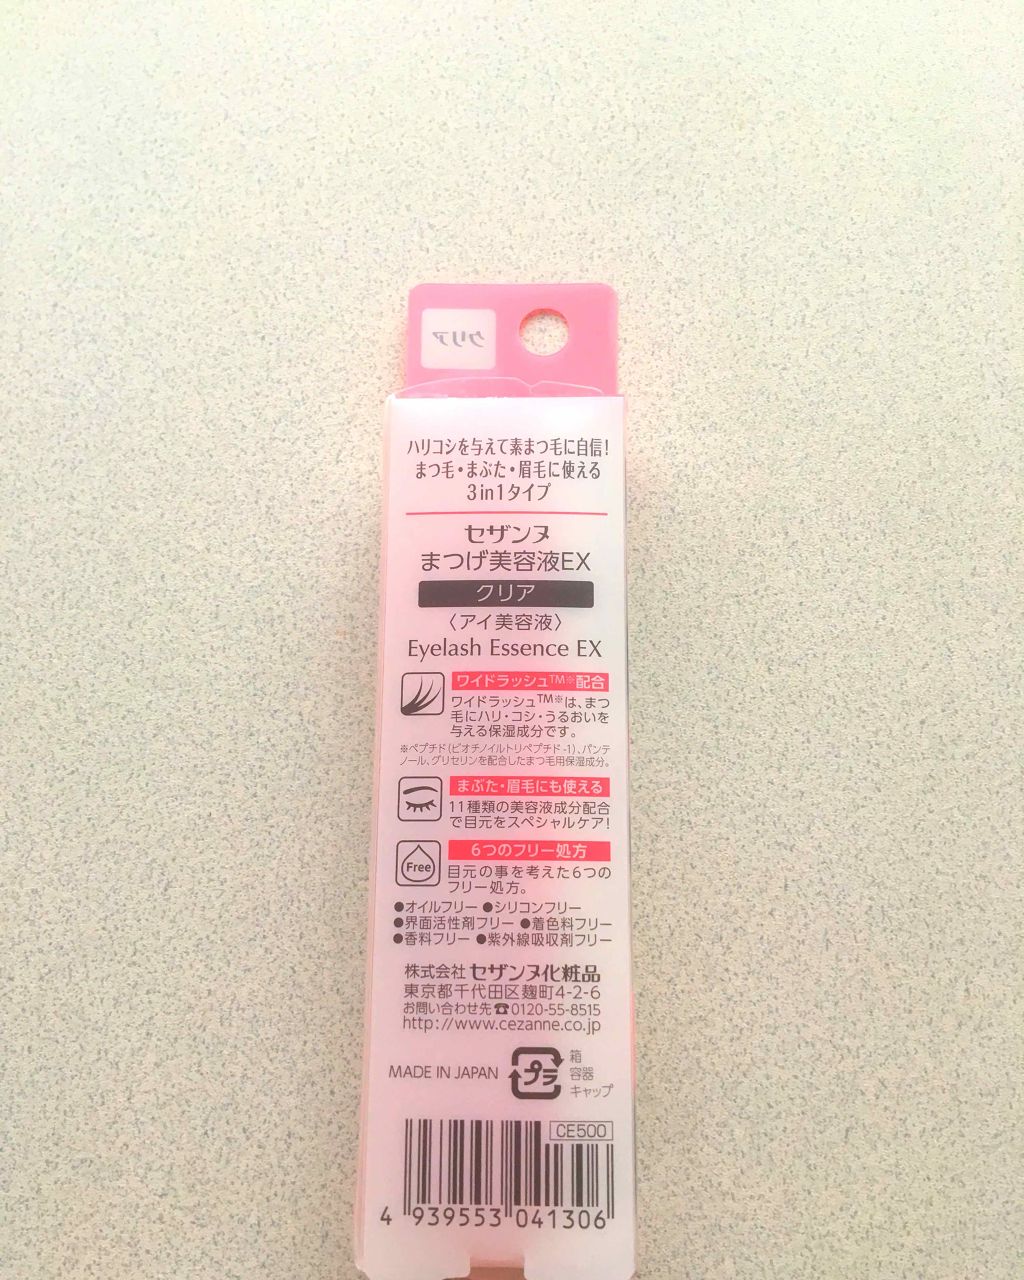 クリア
ハリコシを与えて素まつ毛に自信!
まつ毛・まぶた・眉毛に使える
3in1タイプ
セザンヌ
まつげ美容液EX
クリア
〈アイ美容液〉
Eyelash Essence EX
ワイドラッシュTM※配合
ワイドラッシュTM※は、まつ
毛にハリ・コシ・うるおいを
与える保湿成分です。
※ペプチド(ビオチノイルトリペプチド-1)、パンテ
ノール、グリセリンを配合したまつ毛用保湿成分。
まぶた・眉毛にも使える
11種類の美容液成分配合
で目元をスペシャルケア!
Free
6つのフリー処方
目元の事を考えた6つの
フリー処方。
●オイルフリー ●シリコンフリー
●界面活性剤フリー ●着色料フリー
●香料フリー ●紫外線吸収剤フリー
株式会社 セザンヌ化粧品
東京都千代田区麹町4-2-6
お問い合わせ先☎0120-55-8515
http://www.cezanne.co.jp
MADE IN JAPAN
プラ
箱
容器
キャップ
CE500
4 939553 041306